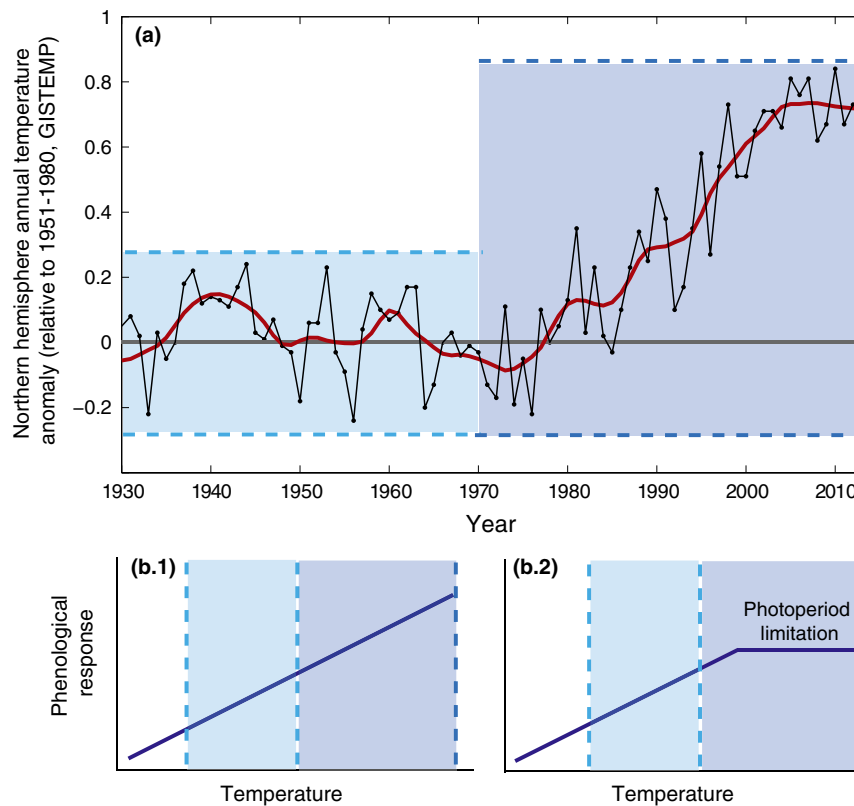 (a)
Northern hemisphere annual temperature
anomaly (relative to 1951-1980, GISTEMP)
1
0.8
0.6
0.4
0.2
0
−0.2
1930 1940 1950 1960 1970 1980 1990 2000 2010
Year
(b.1)
Phenological
response
Temperature
(b.2)
Photoperiod
limitation
Temperature